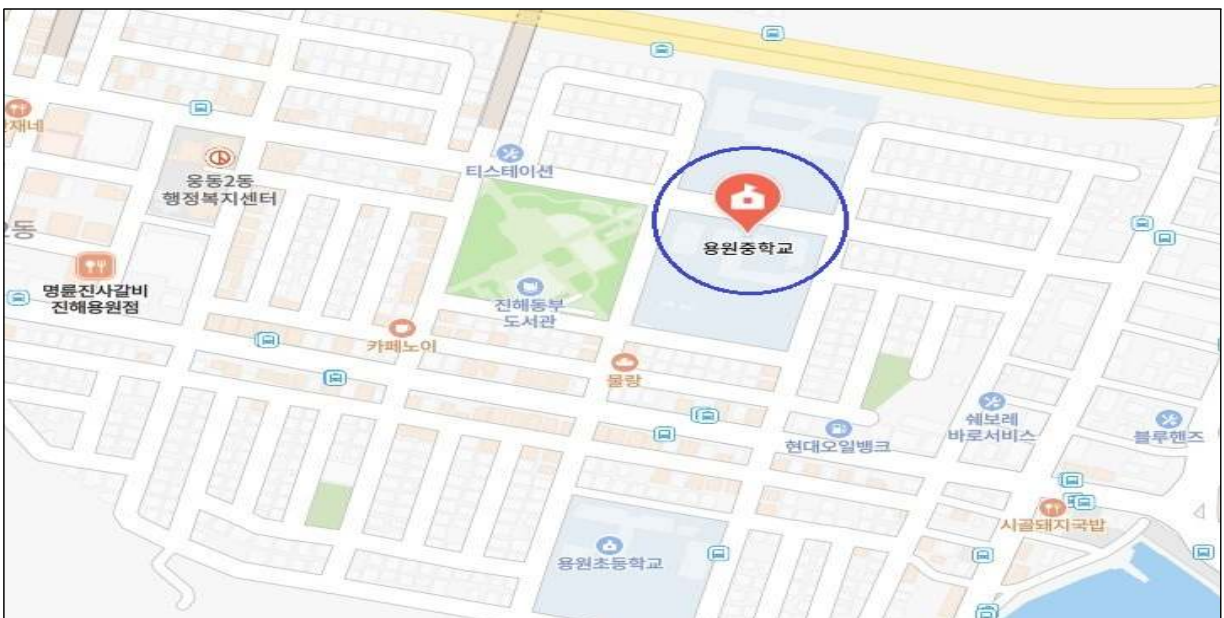 티스테이션
웅동2동
행정복지센터
용원중학교
명륜진사갈비
진해용원점
진해동부
도서관
카페노이
물랑
쉐보레
바로서비스
현대오일뱅크
블루핸즈
시골돼지국밥
용원초등학교